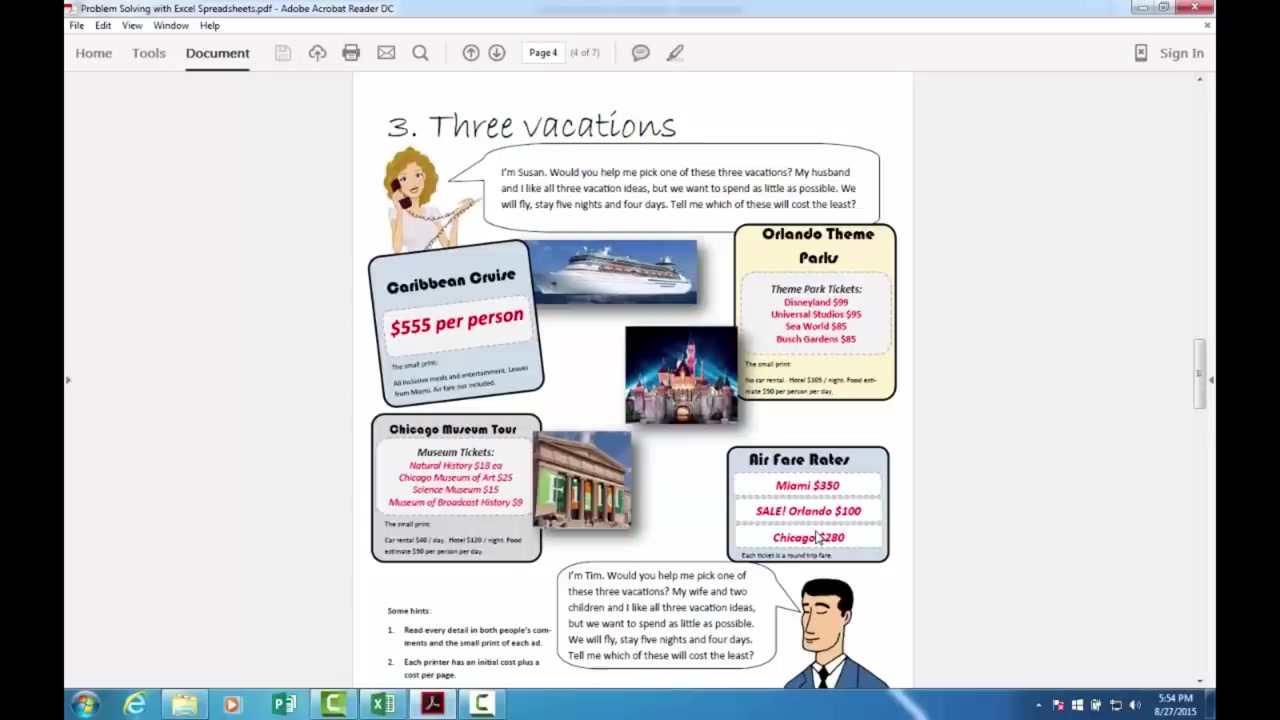 Problem Solving with Excel Spreadsheets.pdf - Adobe Acrobat Reader DC
File Edit View Window Help
Home Tools Document
Page 4 (4 of 7)
Sign In
3. Three vacations
I'm Susan. Would you help me pick one of these three vacations? My husband
and I like all three vacation ideas, but we want to spend as little as possible. We
will fly, stay five nights and four days. Tell me which of these will cost the least?
Caribbean Cruise
$555 per person
The small print:
All inclusive meals and entertainment. Leaves
from Miami. Air fare not included.
Orlando Theme
Parks
Theme Park Tickets:
Disneyland $99
Universal Studios $95
Sea World $85
Busch Gardens $85
The small print:
No car rental. Hotel $105 / night. Food esti-
mate $50 per person per day.
Chicago Museum Tour
Museum Tickets:
Natural History $18 ea
Chicago Museum of Art $25
Science Museum $15
Museum of Broadcast History $9
The small print:
Car rental $40 / day. Hotel $120 / night. Food
estimate $50 per person per day.
Air Fare Rates
Miami $350
SALE! Orlando $100
Chicago $280
Each ticket is a round trip fare.
I'm Tim. Would you help me pick one of
these three vacations? My wife and two
children and I like all three vacation ideas,
but we want to spend as little as possible.
We will fly, stay five nights and four days.
Tell me which of these will cost the least?
Some hints:
1. Read every detail in both people's com-
ments and the small print of each ad.
2. Each printer has an initial cost plus a
cost per page.
5:54 PM
8/27/2015